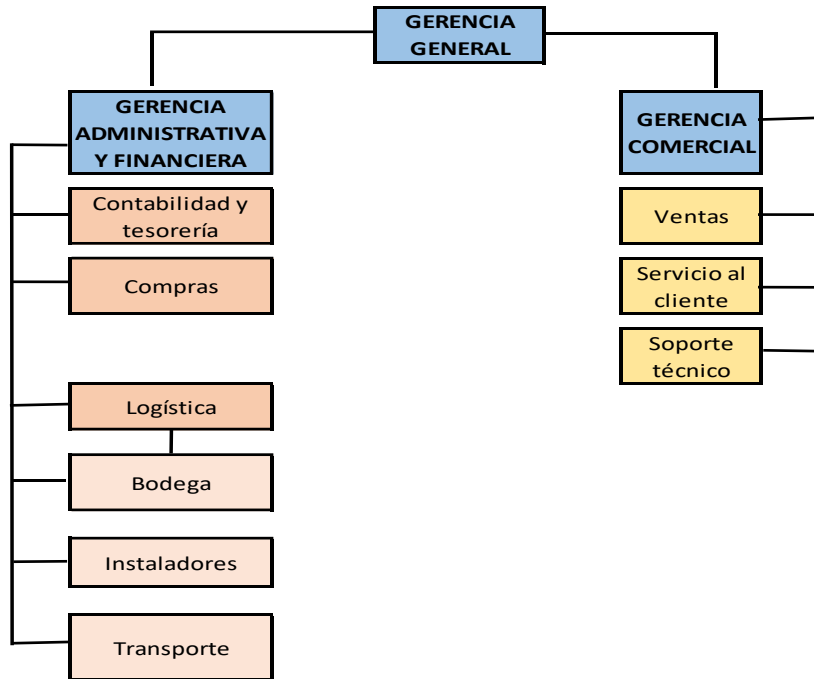 GERENCIA
GENERAL
GERENCIA
ADMINISTRATIVA
Y FINANCIERA
Contabilidad y
tesorería
Compras
Logística
Bodega
Instaladores
Transporte
GERENCIA
COMERCIAL
Ventas
Servicio al
cliente
Soporte
técnico